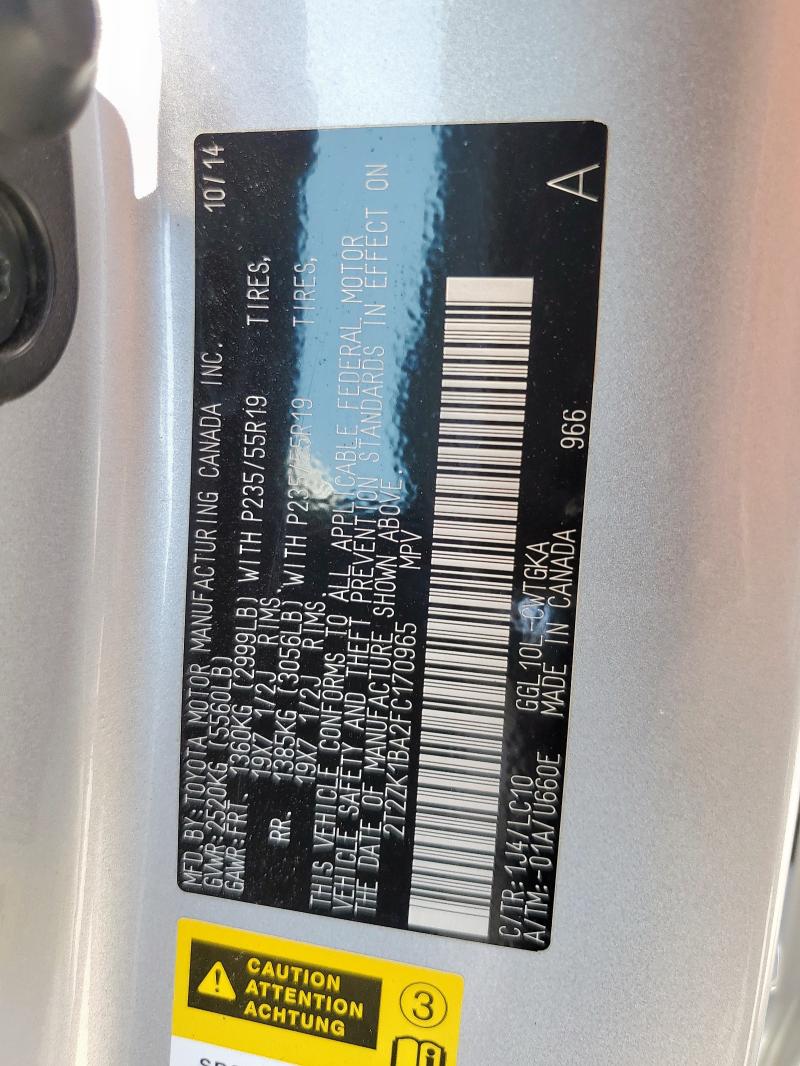 MFD.BY:TOYOTA MOTOR MANUFACTURING CANADA INC. 10/14
GVWR:2520KG (5560LB)
GAWR:FRT. 1360KG (2999LB) WITH P235/55R19 TIRES,
19X7 1/2J RIMS,
RR. 1385KG (3056LB) WITH P235/55R19 TIRES,
19X7 1/2J RIMS
THIS VEHICLE CONFORMS TO ALL APPLICABLE FEDERAL MOTOR
VEHICLE SAFETY AND THEFT PREVENTION STANDARDS IN EFFECT ON
THE DATE OF MANUFACTURE SHOWN ABOVE.
2T2ZK1BA2FC170965 MPV
C/TR:1J4/LC10 GGL10L-CWTGKA
A/TM:-01A/U660E MADE IN CANADA 966 A
CAUTION
ATTENTION
ACHTUNG
3